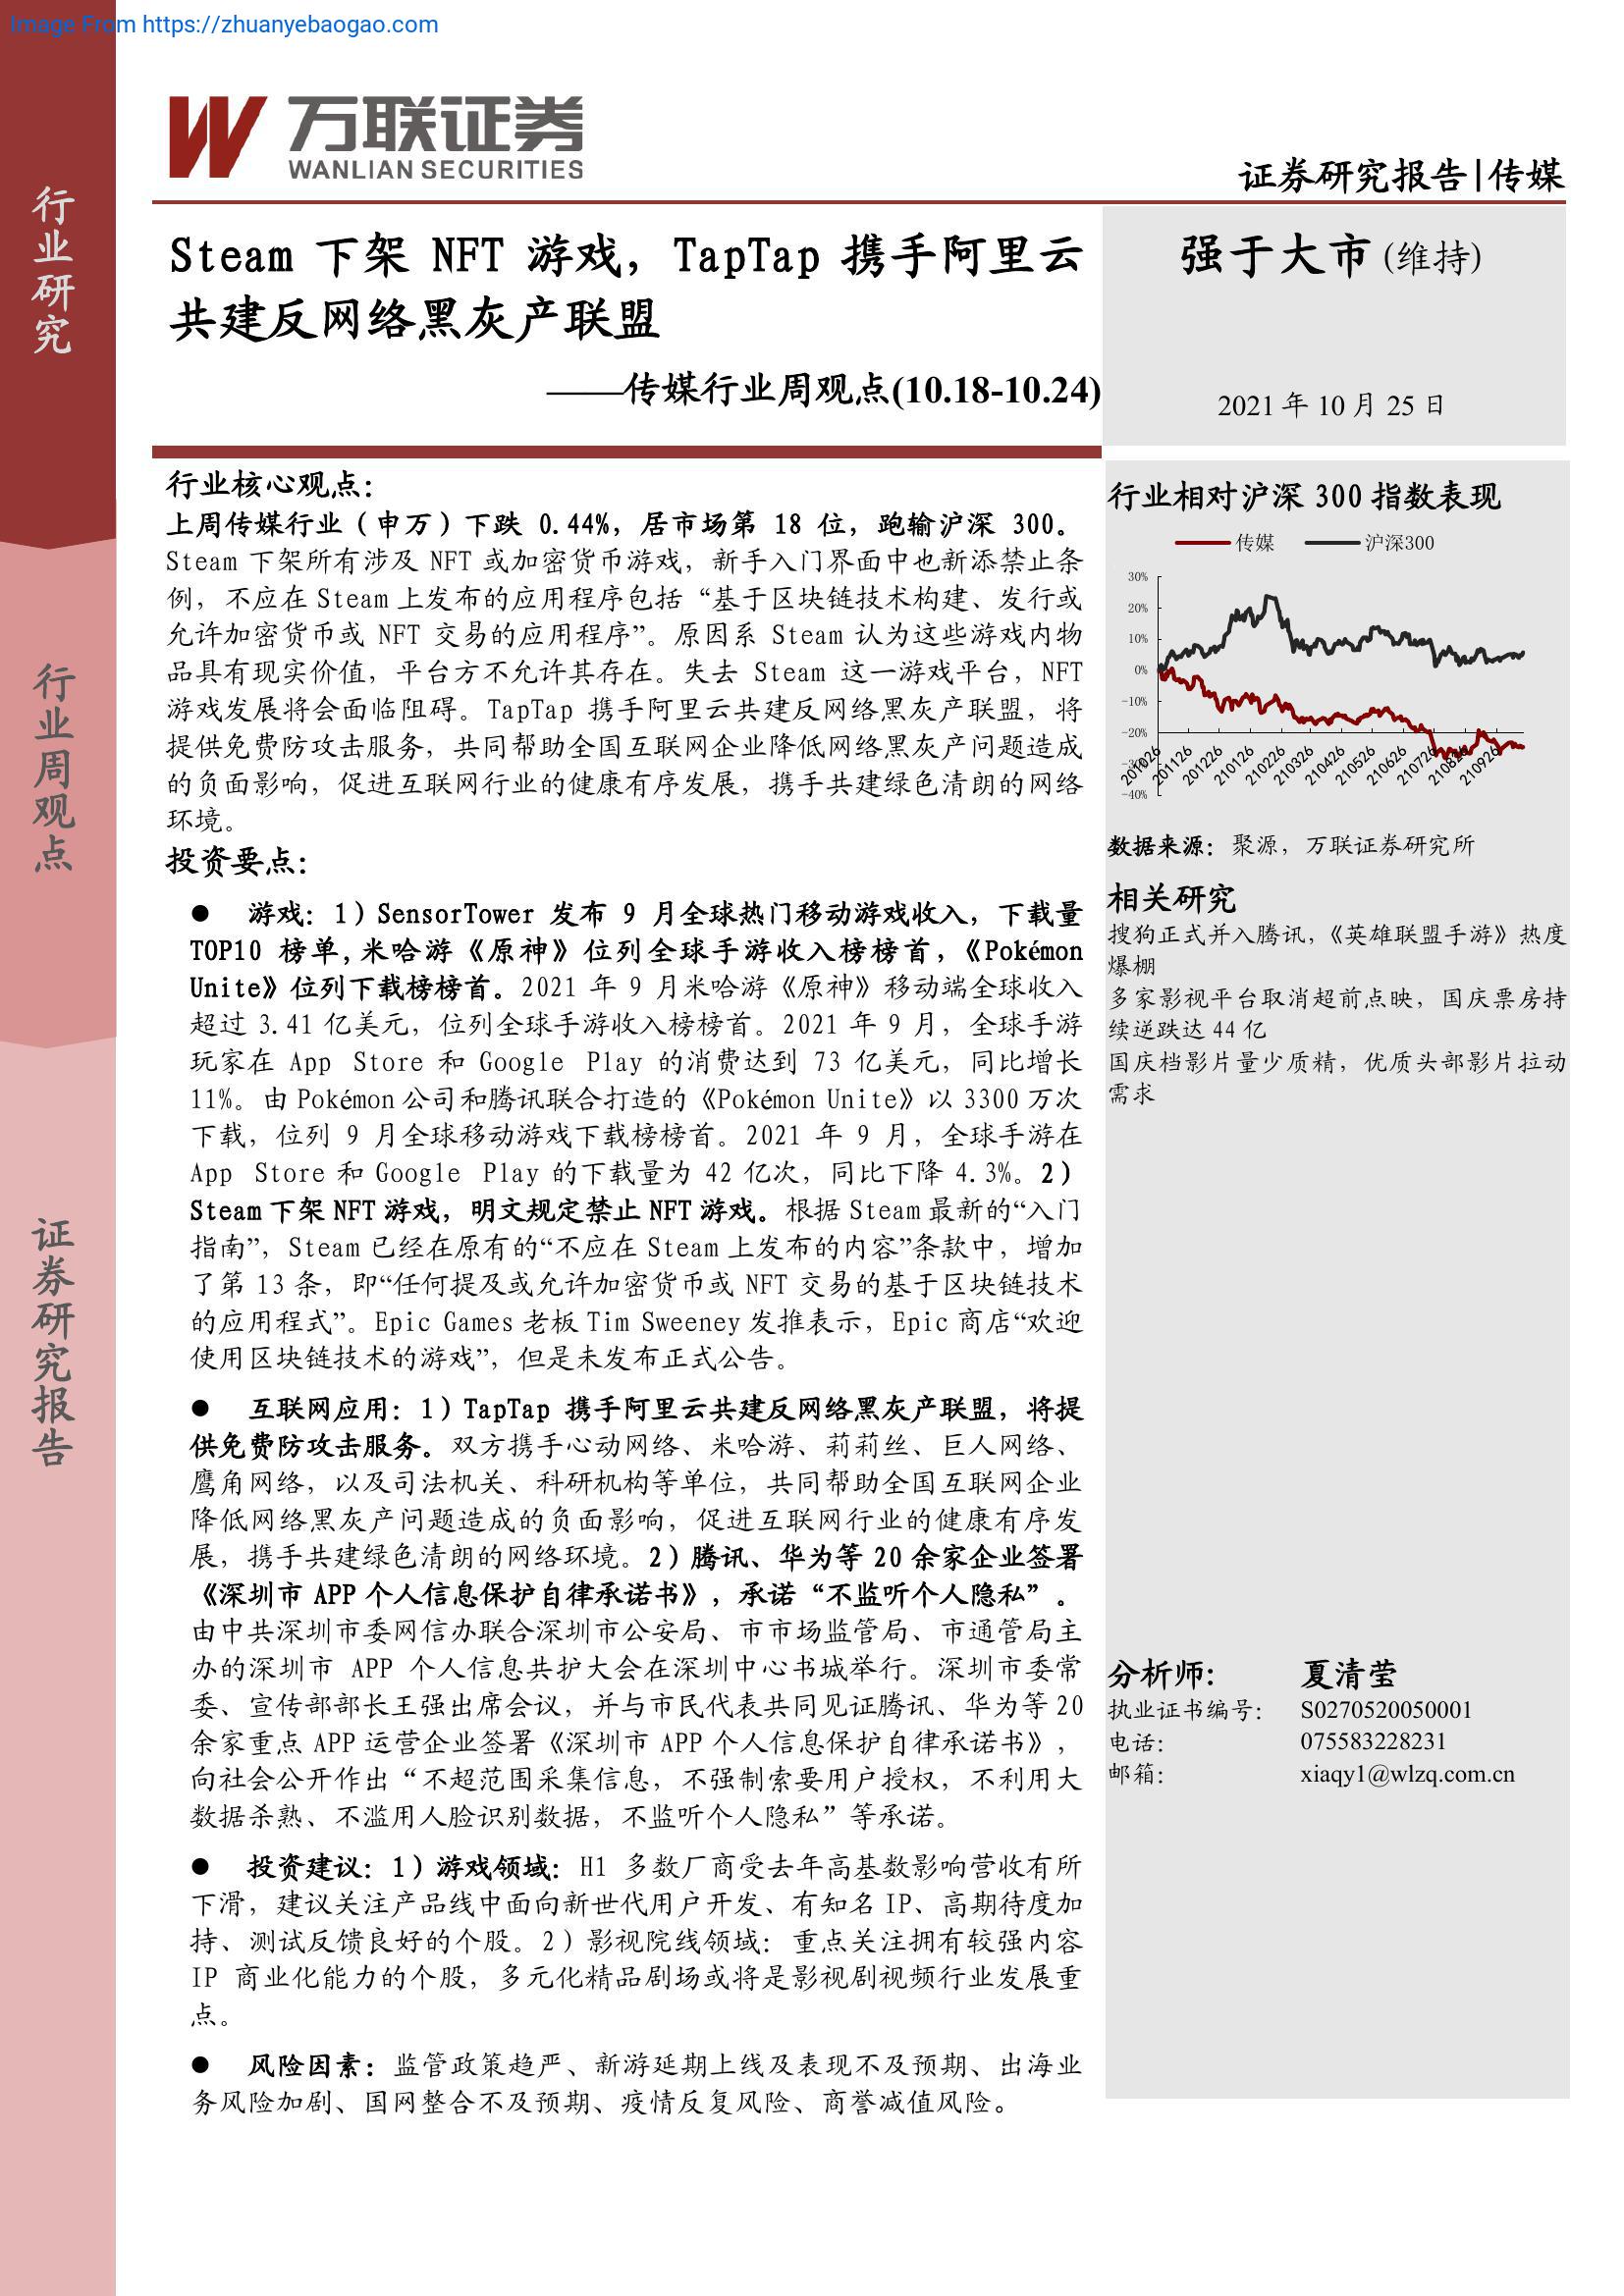 Image From https://zhuanyebaogao.com
万联证券
WANLIAN SECURITIES
证券研究报告|传媒
行业研究
行业周观点
证券研究报告
Steam 下架 NFT 游戏，TapTap 携手阿里云
共建反网络黑灰产联盟
——传媒行业周观点(10.18-10.24)
强于大市(维持)
2021 年 10 月 25 日
行业核心观点：
上周传媒行业（申万）下跌 0.44%，居市场第 18 位，跑输沪深 300。
Steam 下架所有涉及 NFT 或加密货币游戏，新手入门界面中也新添禁止条
例，不应在 Steam 上发布的应用程序包括“基于区块链技术构建、发行或
允许加密货币或 NFT 交易的应用程序”。原因系 Steam 认为这些游戏内物
品具有现实价值，平台方不允许其存在。失去 Steam 这一游戏平台，NFT
游戏发展将会面临阻碍。TapTap 携手阿里云共建反网络黑灰产联盟，将
提供免费防攻击服务，共同帮助全国互联网企业降低网络黑灰产问题造成
的负面影响，促进互联网行业的健康有序发展，携手共建绿色清朗的网络
环境。
投资要点：
● 游戏：1）SensorTower 发布 9 月全球热门移动游戏收入，下载量
TOP10 榜单,米哈游《原神》位列全球手游收入榜榜首，《Pokémon
Unite》位列下载榜榜首。2021 年 9 月米哈游《原神》移动端全球收入
超过 3.41 亿美元，位列全球手游收入榜榜首。2021 年 9 月，全球手游
玩家在 App Store 和 Google Play 的消费达到 73 亿美元，同比增长
11%。由 Pokémon 公司和腾讯联合打造的《Pokémon Unite》以 3300 万次
下载，位列 9 月全球移动游戏下载榜榜首。2021 年 9 月，全球手游在
App Store 和 Google Play 的下载量为 42 亿次，同比下降 4.3%。2）
Steam 下架 NFT 游戏，明文规定禁止 NFT 游戏。根据 Steam 最新的“入门
指南”，Steam 已经在原有的“不应在 Steam 上发布的内容”条款中，增加
了第 13 条，即“任何提及或允许加密货币或 NFT 交易的基于区块链技术
的应用程式”。Epic Games 老板 Tim Sweeney 发推表示，Epic 商店“欢迎
使用区块链技术的游戏”，但是未发布正式公告。
● 互联网应用：1）TapTap 携手阿里云共建反网络黑灰产联盟，将提
供免费防攻击服务。双方携手心动网络、米哈游、莉莉丝、巨人网络、
鹰角网络，以及司法机关、科研机构等单位，共同帮助全国互联网企业
降低网络黑灰产问题造成的负面影响，促进互联网行业的健康有序发
展，携手共建绿色清朗的网络环境。2）腾讯、华为等 20 余家企业签署
《深圳市 APP 个人信息保护自律承诺书》，承诺“不监听个人隐私”。
由中共深圳市委网信办联合深圳市公安局、市市场监管局、市通管局主
办的深圳市 APP 个人信息共护大会在深圳中心书城举行。深圳市委常
委、宣传部部长王强出席会议，并与市民代表共同见证腾讯、华为等 20
余家重点 APP 运营企业签署《深圳市 APP 个人信息保护自律承诺书》，
向社会公开作出“不超范围采集信息，不强制索要用户授权，不利用大
数据杀熟、不滥用人脸识别数据，不监听个人隐私”等承诺。
● 投资建议：1）游戏领域：H1 多数厂商受去年高基数影响营收有所
下滑，建议关注产品线中面向新世代用户开发、有知名 IP、高期待度加
持、测试反馈良好的个股。2）影视院线领域：重点关注拥有较强内容
IP 商业化能力的个股，多元化精品剧场或将是影视剧视频行业发展重
点。
● 风险因素：监管政策趋严、新游延期上线及表现不及预期、出海业
务风险加剧、国网整合不及预期、疫情反复风险、商誉减值风险。
行业相对沪深 300 指数表现
传媒 沪深300
30%
20%
10%
0%
-10%
-20%
-30%
-40%
201026 201126 201226 210126 210226 210326 210426 210526 210626 210726 210826 210926
数据来源：聚源，万联证券研究所
相关研究
搜狗正式并入腾讯，《英雄联盟手游》热度
爆棚
多家影视平台取消超前点映，国庆票房持
续逆跌达 44 亿
国庆档影片量少质精，优质头部影片拉动
需求
分析师： 夏清莹
执业证书编号： S0270520050001
电话： 075583228231
邮箱： xiaqy1@wlzq.com.cn